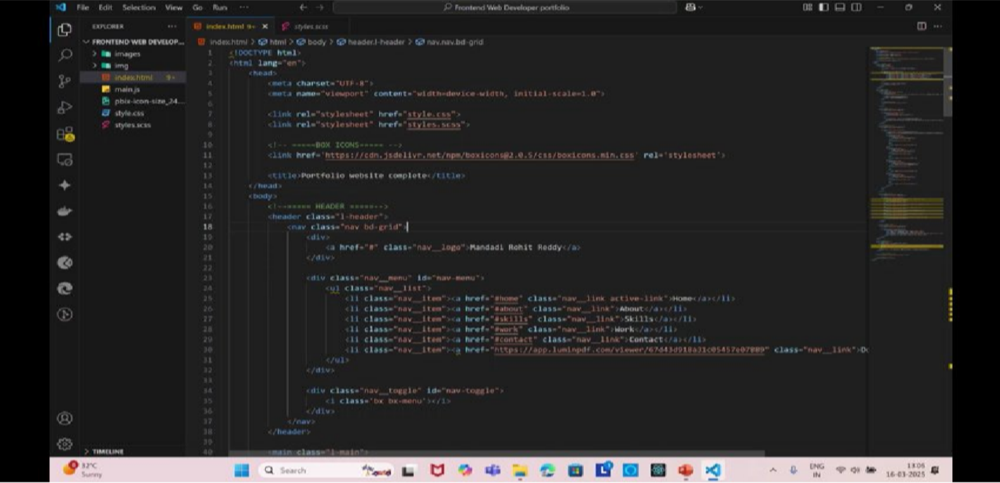 File Edit Selection View Go Run ...
Frontend Web Developer portfolio
EXPLORER ...
index.html 9+
styles.scss
FRONTEND WEB DEVELOP...
index.html > html > body > header.l-header > nav.nav.bd-grid
images
img
index.html 9+
main.js
pbix-icon-size_24...
style.css
styles.scss
1 <!DOCTYPE html>
2 <html lang="en">
3 <head>
4 <meta charset="UTF-8">
5 <meta name="viewport" content="width=device-width, initial-scale=1.0">
6
7 <link rel="stylesheet" href="style.css">
8 <link rel="stylesheet" href="styles.scss">
9
10 <!-- =====BOX ICONS===== -->
11 <link href='https://cdn.jsdelivr.net/npm/boxicons@2.0.5/css/boxicons.min.css' rel='stylesheet'>
12
13 <title>Portfolio website complete</title>
14 </head>
15 <body>
16 <!--===== HEADER =====-->
17 <header class="l-header">
18 <nav class="nav bd-grid">
19 <div>
20 <a href="#" class="nav__logo">Mandadi Rohit Reddy</a>
21 </div>
22
23 <div class="nav__menu" id="nav-menu">
24 <ul class="nav__list">
25 <li class="nav__item"><a href="#home" class="nav__link active-link">Home</a></li>
26 <li class="nav__item"><a href="#about" class="nav__link">About</a></li>
27 <li class="nav__item"><a href="#skills" class="nav__link">Skills</a></li>
28 <li class="nav__item"><a href="#work" class="nav__link">Work</a></li>
29 <li class="nav__item"><a href="#contact" class="nav__link">Contact</a></li>
30 <li class="nav__item"><a href="https://app.luminpdf.com/viewer/" class="nav__link">
31 </ul>
32 </div>
33
34 <div class="nav__toggle" id="nav-toggle">
35 <i class='bx bx-menu'></i>
36 </div>
37 </nav>
38 </header>
39
40 <main class="l-main">
TIMELINE
32°C
Sunny
Search
ENG
IN
13:06
16-03-2025